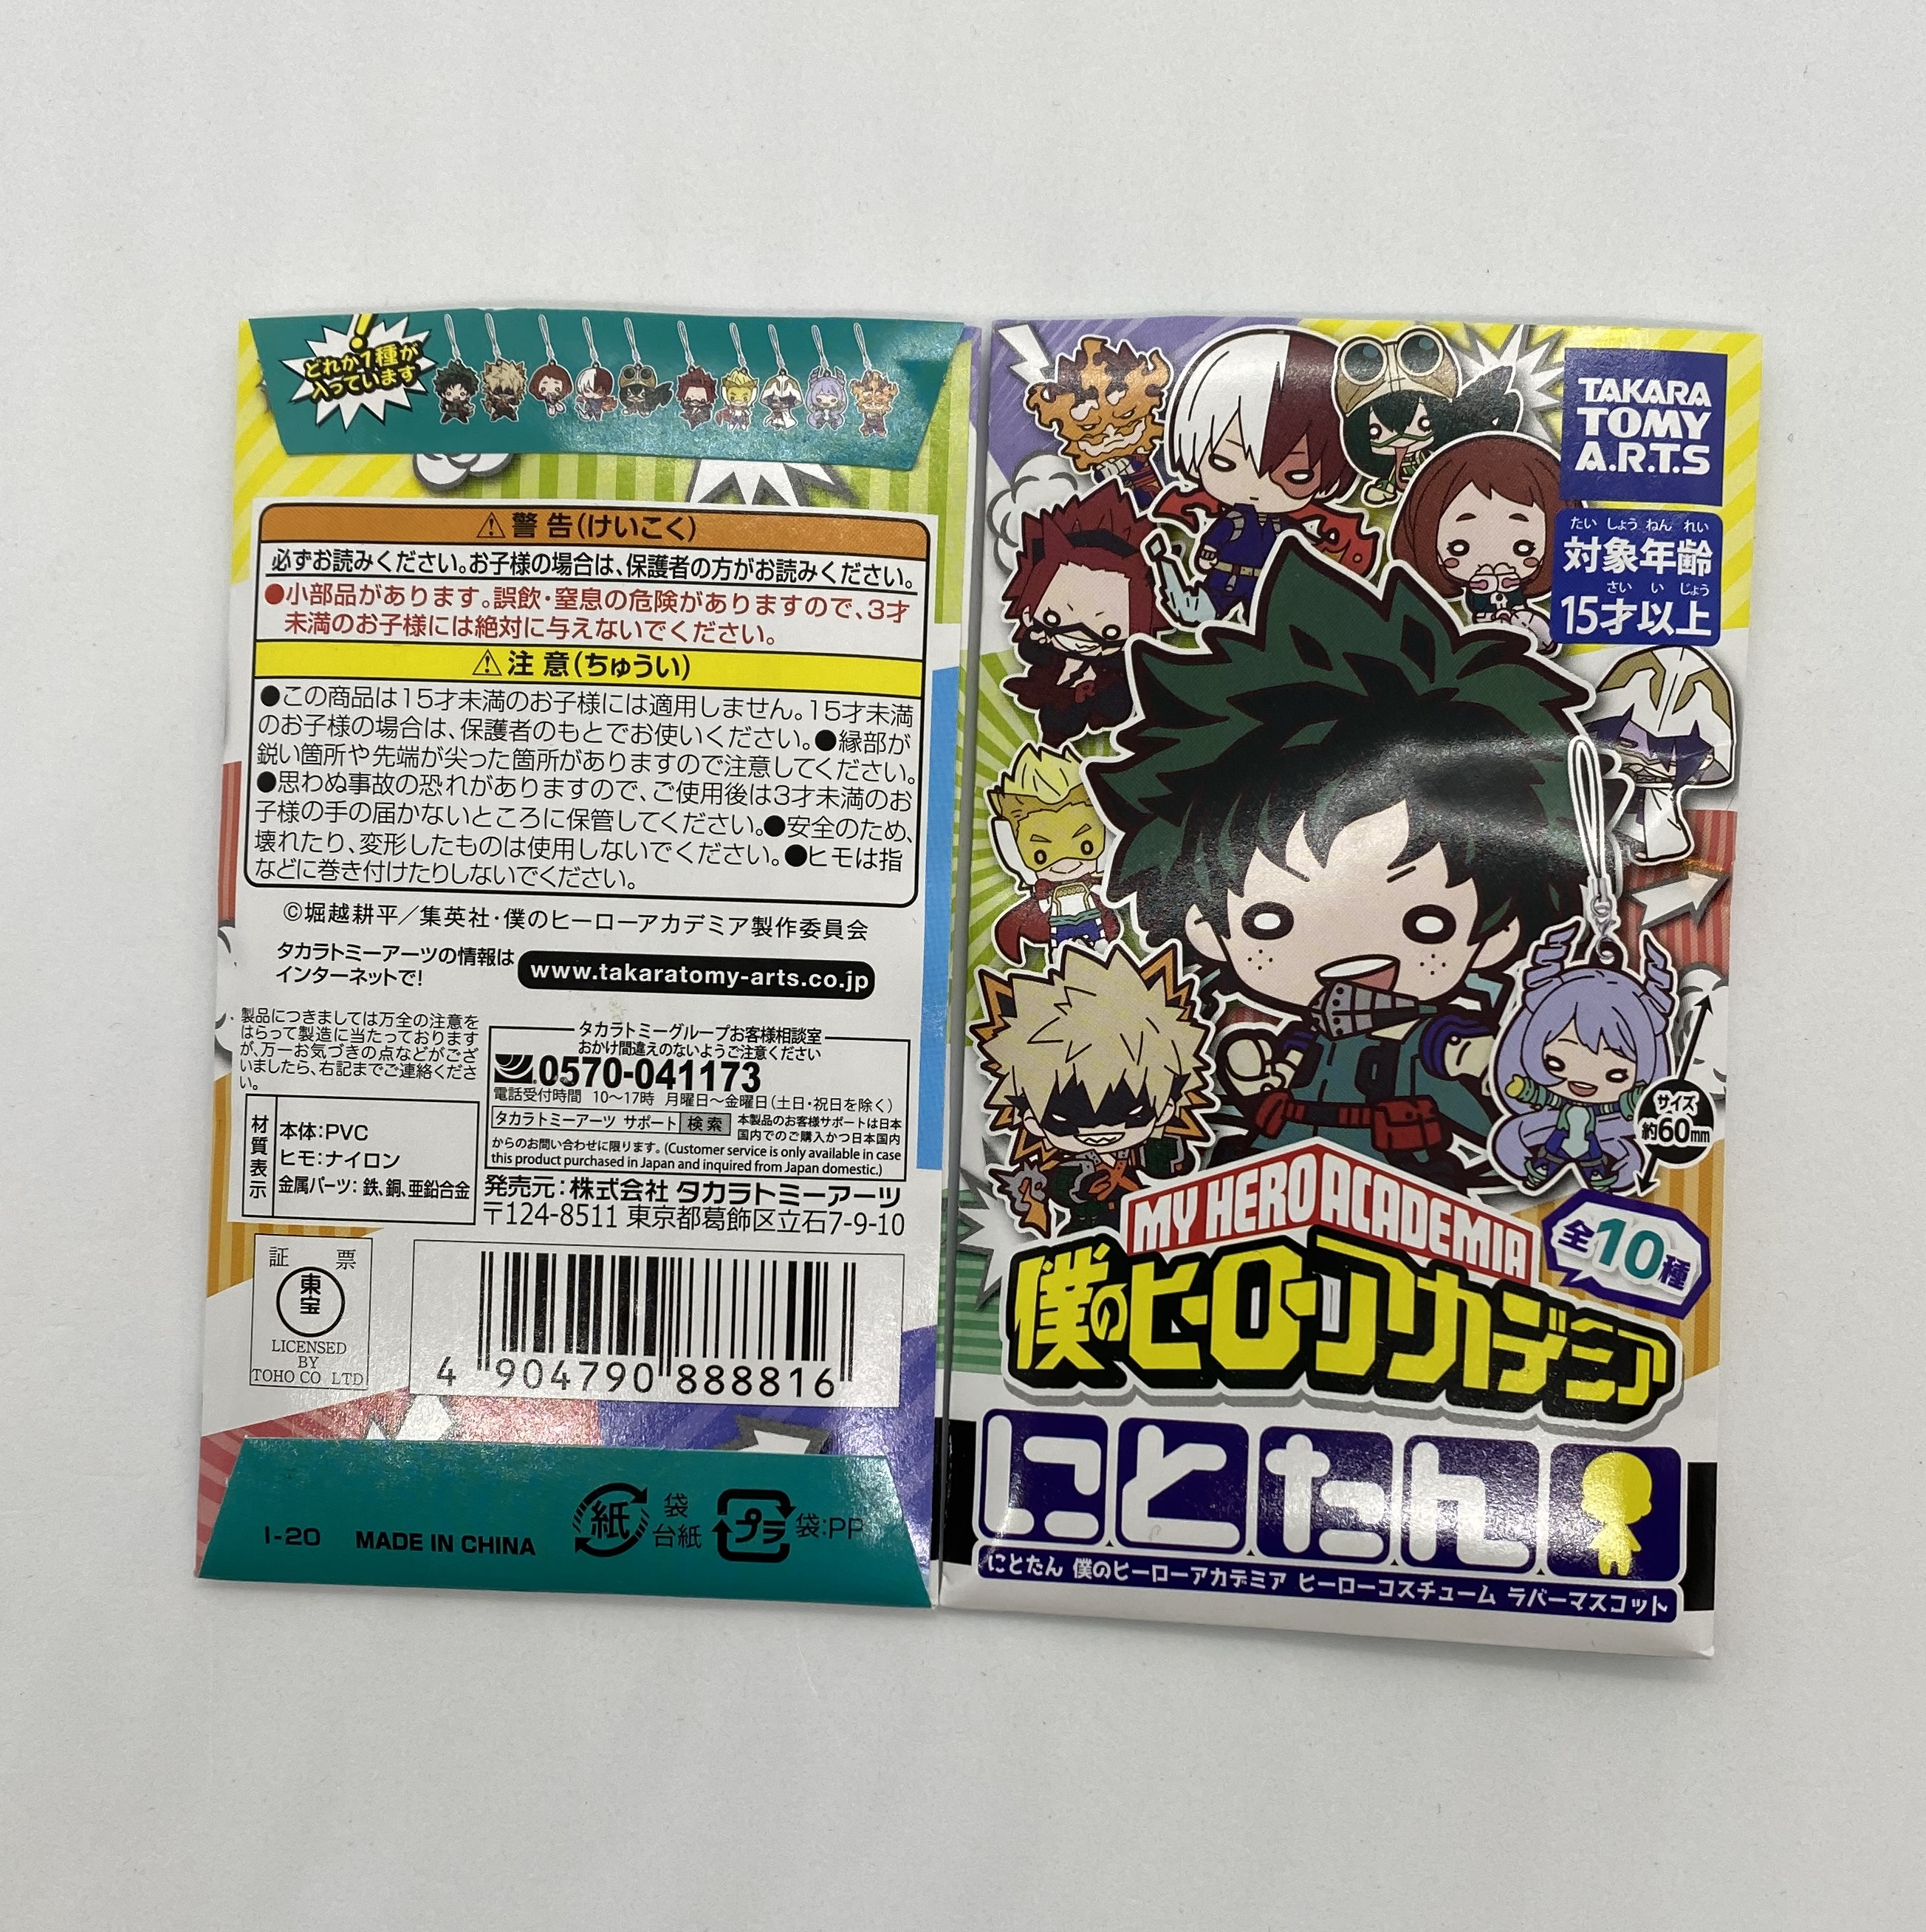 どれか1種が
入っています
警告(けいこく)
必ずお読みください。お子様の場合は、保護者の方がお読みください。
●小部品があります。誤飲・窒息の危険がありますので、3才
未満のお子様には絶対に与えないでください。
注意(ちゅうい)
●この商品は15才未満のお子様には適用しません。15才未満
のお子様の場合は、保護者のもとでお使いください。●縁部が
鋭い箇所や先端が尖った箇所がありますので注意してください。
●思わぬ事故の恐れがありますので、ご使用後は3才未満のお
子様の手の届かないところに保管してください。●安全のため、
壊れたり、変形したものは使用しないでください。●ヒモは指
などに巻き付けたりしないでください。
©堀越耕平/集英社・僕のヒーローアカデミア製作委員会
タカラトミーアーツの情報は
インターネットで!
www.takaratomy-arts.co.jp
製品につきましては万全の注意を
はらって製造に当たっております
が、万一お気づきの点などがござ
いましたら、右記までご連絡くださ
い。
タカラトミーグループお客様相談室
おかけ間違えのないようご注意ください
0570-041173
電話受付時間 10~17時 月曜日~金曜日(土日・祝日を除く)
タカラトミーアーツ サポート 検索
本製品のお客様サポートは日本
国内でのご購入かつ日本国内
からのお問い合わせに限ります。(Customer service is only available in case
this product purchased in Japan and inquired from Japan domestic.)
材質表示
本体:PVC
ヒモ:ナイロン
金属パーツ: 鉄、銅、亜鉛合金
発売元:株式会社 タカラトミーアーツ
〒124-8511 東京都葛飾区立石7-9-10
証 票
東宝
LICENSED
BY
TOHO CO LTD
4 904790 888816
I-20 MADE IN CHINA
紙
袋
台紙
プラ
袋:PP
TAKARA
TOMY
A.R.T.S
たい しょう ねん れい
対象年齢
さい い じょう
15才以上
サイズ
約60mm
MY HERO ACADEMIA
全10種
僕のヒーローアカデミア
にとたん
にとたん 僕のヒーローアカデミア ヒーローコスチューム ラバーマスコット